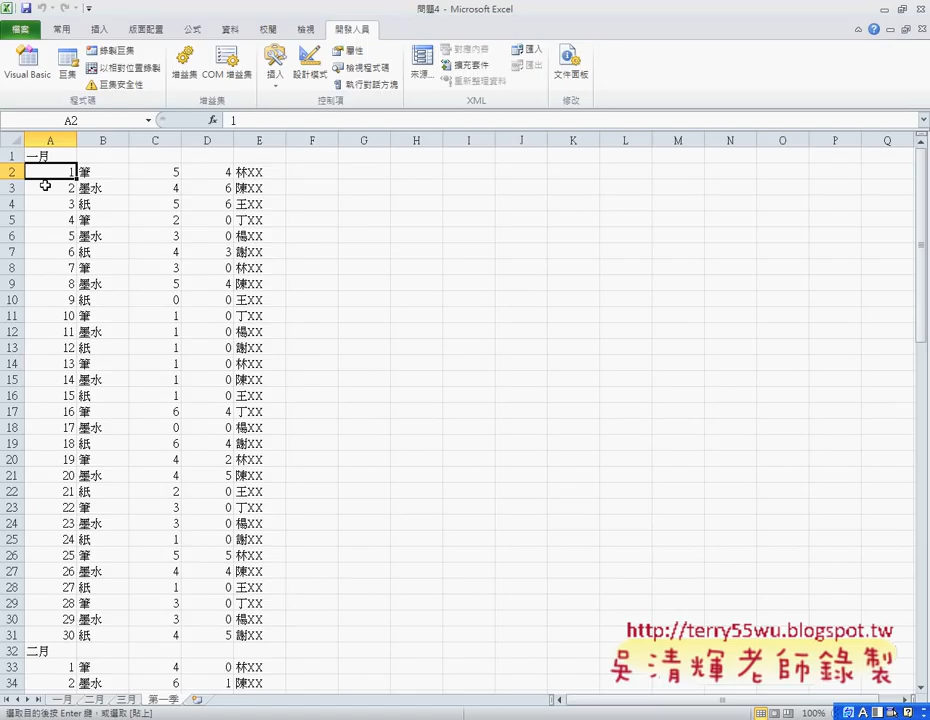 問題4 - Microsoft Excel
檔案 常用 插入 版面配置 公式 資料 校閱 檢視 開發人員
Visual Basic 巨集 錄製巨集 以相對位置錄製 巨集安全性 程式碼
增益集 COM 增益集 增益集
插入 設計模式 屬性 檢視程式碼 執行對話方塊 控制項
來源... 對應內容 擴充套件 重新整理資料 匯入 匯出 XML
文件面板 修改
A2 fx 1
A B C D E F G H I J K L M N O P Q
1 一月
2 1 筆 5 4 林XX
3 2 墨水 4 6 陳XX
4 3 紙 5 6 王XX
5 4 筆 2 0 丁XX
6 5 墨水 3 0 楊XX
7 6 紙 4 3 謝XX
8 7 筆 3 0 林XX
9 8 墨水 5 4 陳XX
10 9 紙 0 0 王XX
11 10 筆 1 0 丁XX
12 11 墨水 1 0 楊XX
13 12 紙 1 0 謝XX
14 13 筆 1 0 林XX
15 14 墨水 1 0 陳XX
16 15 紙 1 0 王XX
17 16 筆 6 4 丁XX
18 17 墨水 0 0 楊XX
19 18 紙 6 4 謝XX
20 19 筆 4 2 林XX
21 20 墨水 4 5 陳XX
22 21 紙 2 0 王XX
23 22 筆 3 0 丁XX
24 23 墨水 3 0 楊XX
25 24 紙 1 0 謝XX
26 25 筆 5 5 林XX
27 26 墨水 4 4 陳XX
28 27 紙 1 0 王XX
29 28 筆 3 0 丁XX
30 29 墨水 3 0 楊XX
31 30 紙 4 5 謝XX
32 二月
33 1 筆 4 0 林XX
34 2 墨水 6 1 陳XX
http://terry55wu.blogspot.tw
吳清輝老師錄製
一月 二月 三月 第一季
選取目的後按 Enter 鍵，或選取 [貼上] 100%